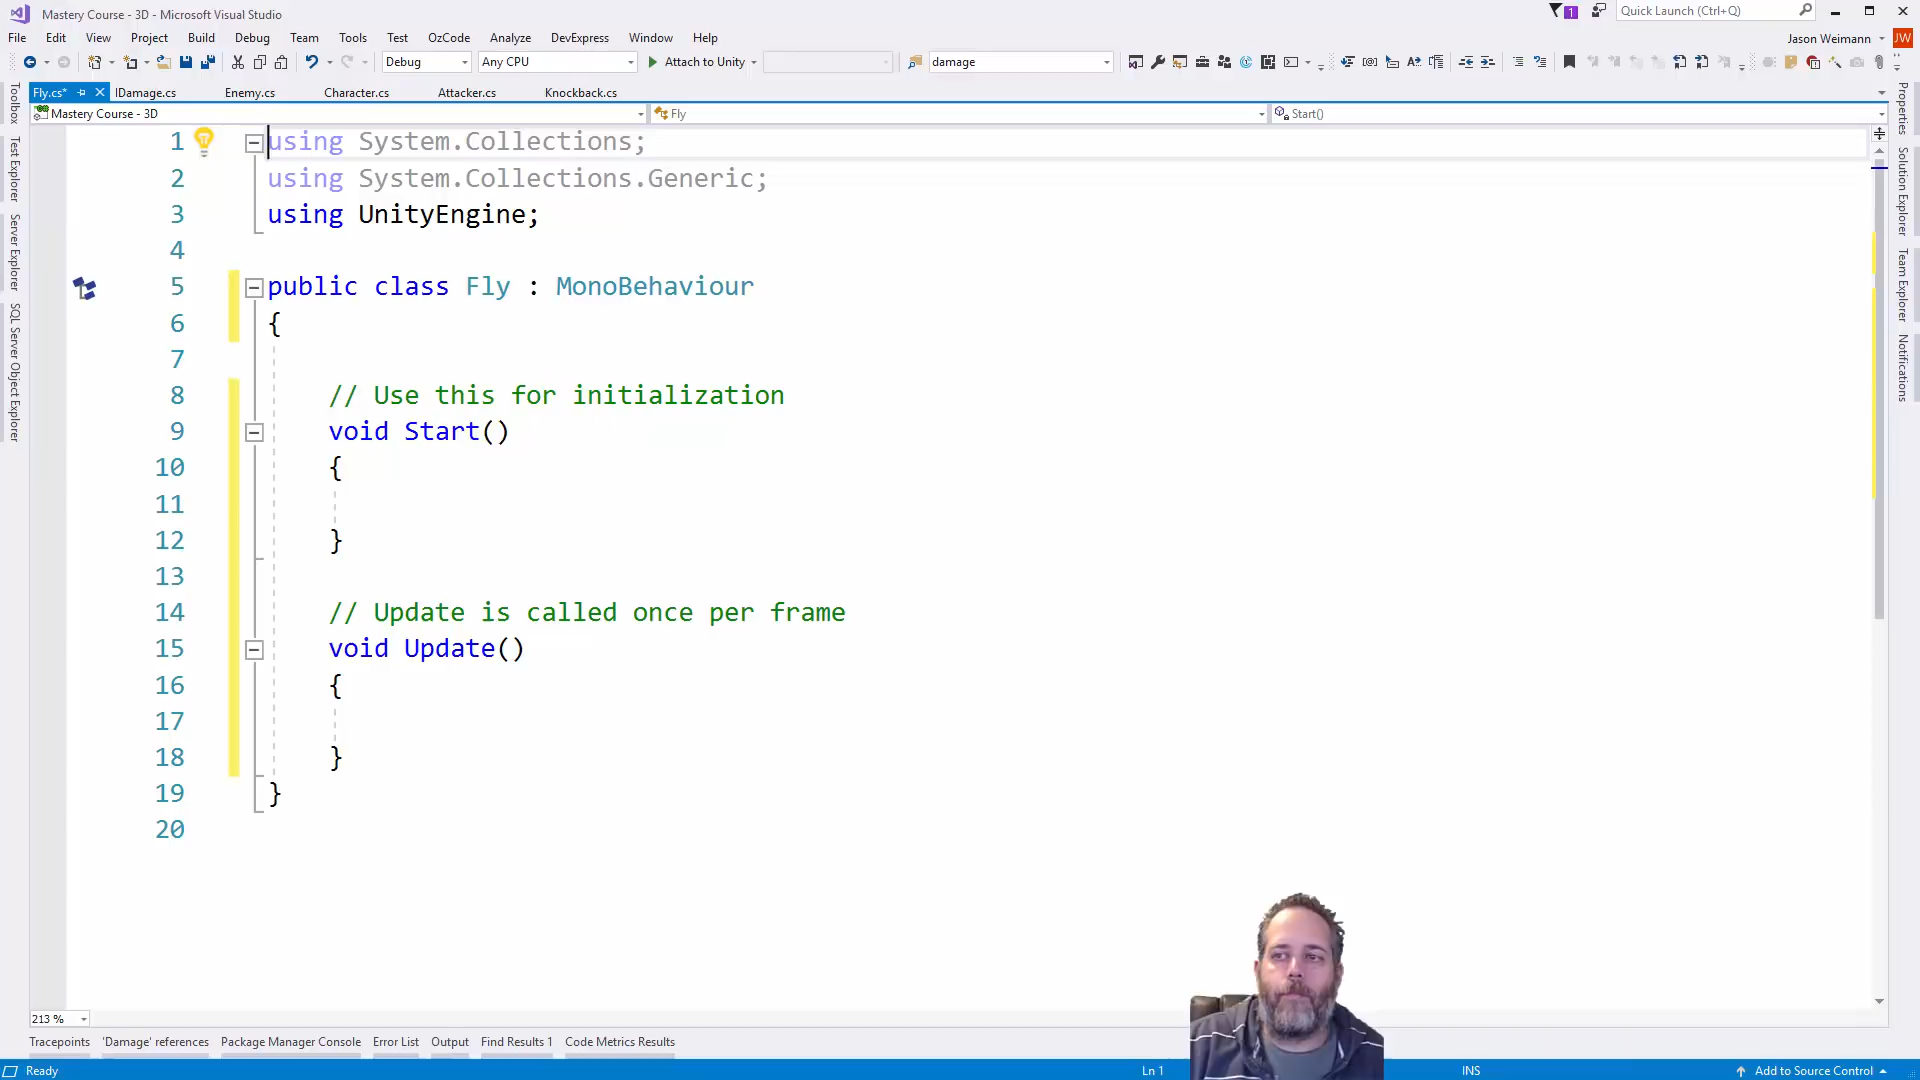 Mastery Course - 3D - Microsoft Visual Studio
1
Quick Launch (Ctrl+Q)
File Edit View Project Build Debug Team Tools Test OzCode Analyze DevExpress Window Help
Jason Weimann JW
Debug Any CPU Attach to Unity damage
Fly.cs* IDamage.cs Enemy.cs Character.cs Attacker.cs Knockback.cs
Mastery Course - 3D Fly Start()
Toolbox
Test Explorer
Server Explorer
SQL Server Object Explorer
1 using System.Collections;
2 using System.Collections.Generic;
3 using UnityEngine;
4
5 public class Fly : MonoBehaviour
6 {
7
8 // Use this for initialization
9 void Start()
10 {
11
12 }
13
14 // Update is called once per frame
15 void Update()
16 {
17
18 }
19 }
20
Properties
Solution Explorer
Team Explorer
Notifications
213 %
Tracepoints 'Damage' references Package Manager Console Error List Output Find Results 1 Code Metrics Results
Ready Ln 1 INS Add to Source Control